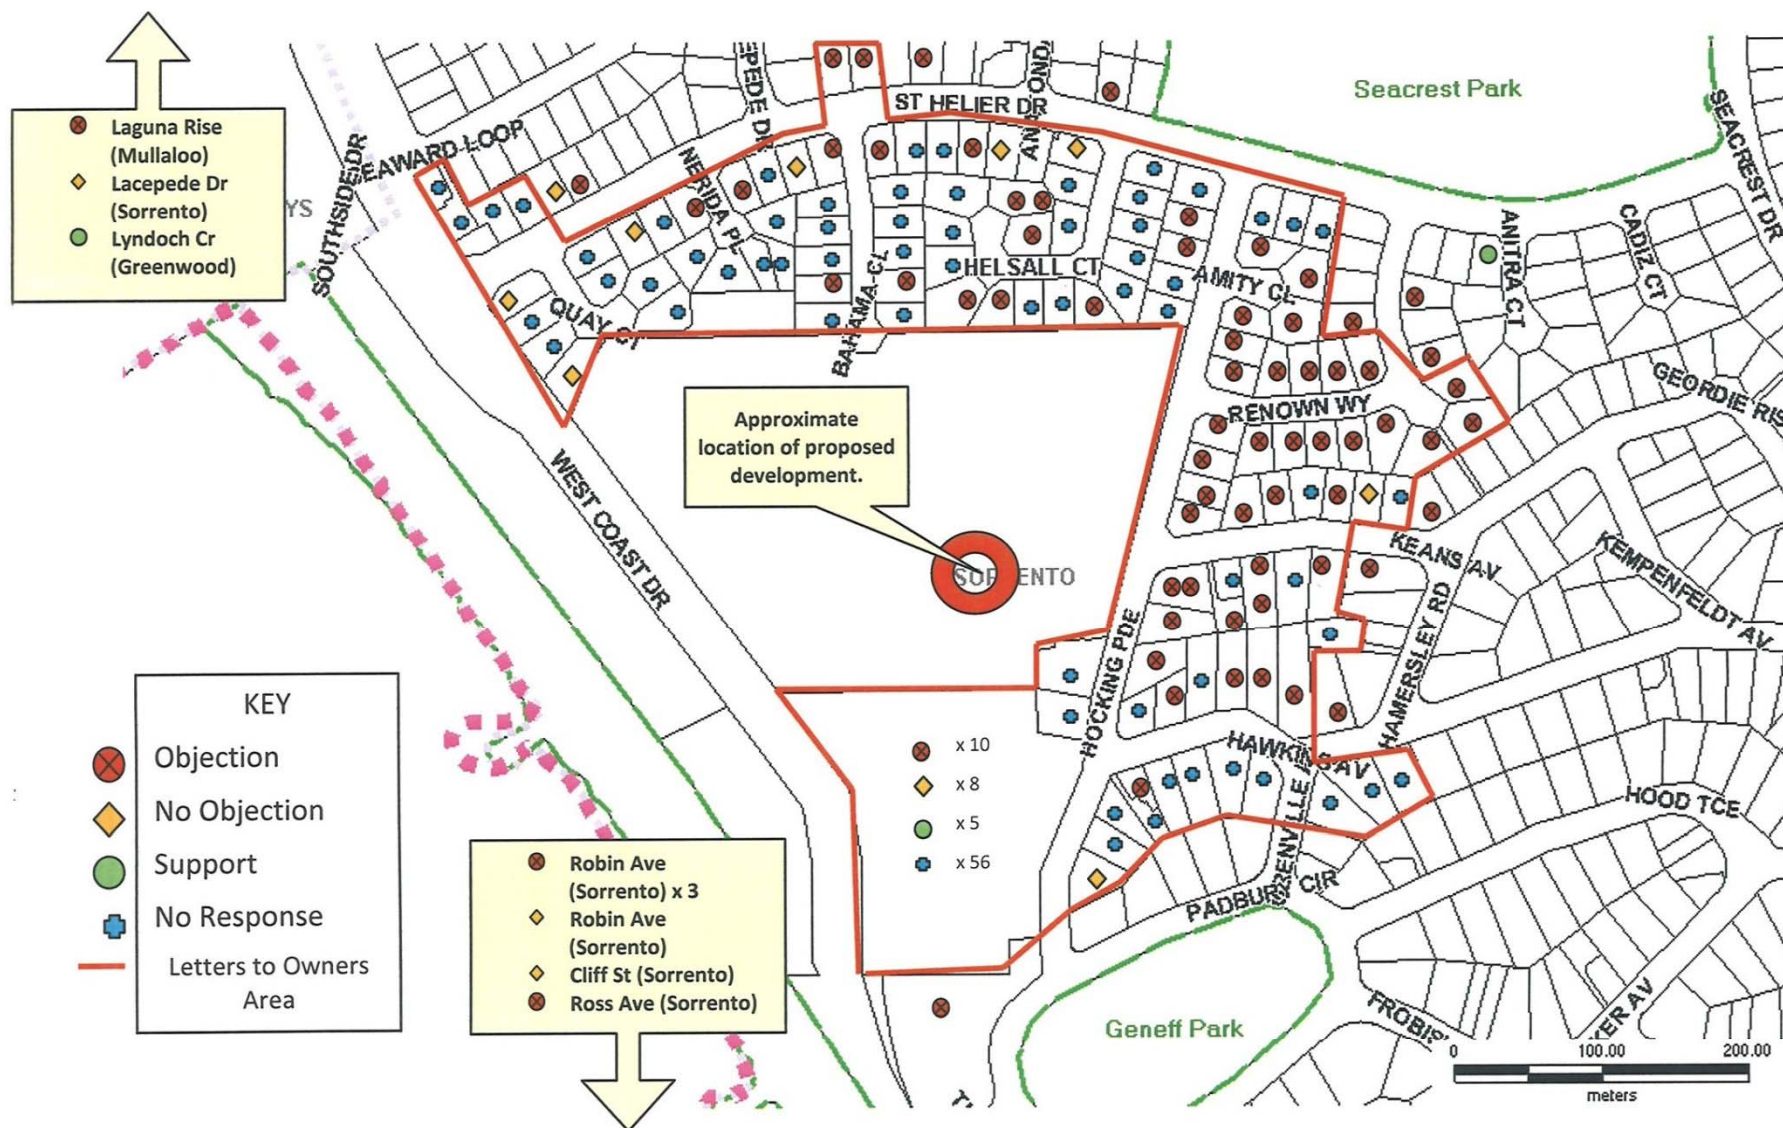 Laguna Rise
(Mullaloo)
Lacepede Dr
(Sorrento)
Lyndoch Cr
(Greenwood)
YS
SOUTHSIDE DR
EAWARD LOOP
EPEDE DR
NERIDA PL
ST HELIER DR
Seacrest Park
SEACREST DR
QUAY CT
BAHAMA CL
HELSALL CT
AMITY CL
ANITRA CT
CADIZ CT
GEORDIE RIS
RENOWN WY
Approximate
location of proposed
development.
SORRENTO
WEST COAST DR
KEANS AV
KEMPENFELDT AV
HAMERSLEY RD
HOCKING PDE
HAWKINS AV
HOOD TCE
PADBURY CIR
Geneff Park
x 10
x 8
x 5
x 56
KEY
Objection
No Objection
Support
No Response
Letters to Owners
Area
Robin Ave
(Sorrento) x 3
Robin Ave
(Sorrento)
Cliff St (Sorrento)
Ross Ave (Sorrento)
0 100.00 200.00
meters